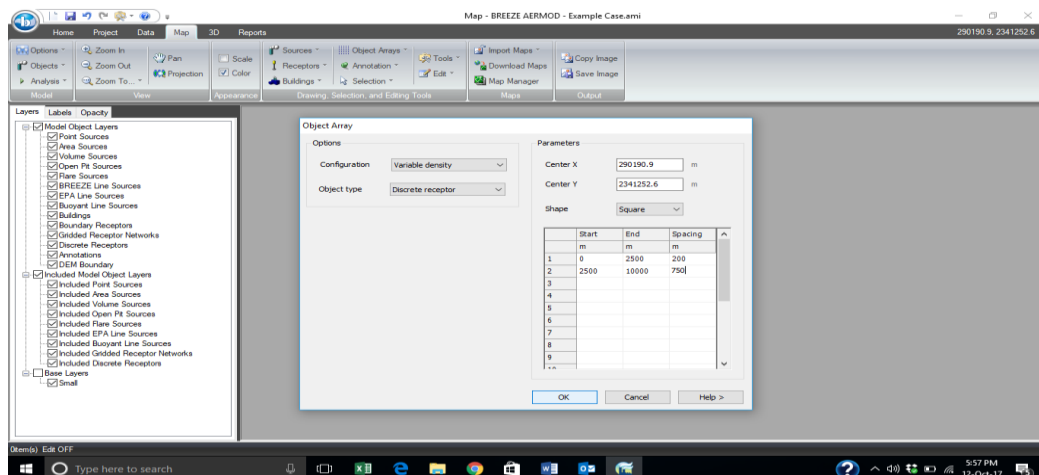 Map - BREEZE AERMOD - Example Case.ami
Home Project Data Map 3D Reports 290190.9, 2341252.6
Options Zoom In Pan Scale Sources Object Arrays Tools Import Maps Copy Image
Objects Zoom Out Projection Color Receptors Annotation Edit Download Maps Save Image
Analysis Zoom To... Buildings Selection Map Manager
Model View Appearance Drawing, Selection, and Editing Tools Maps Output
Layers Labels Opacity
Model Object Layers
Point Sources
Area Sources
Volume Sources
Open Pit Sources
Flare Sources
BREEZE Line Sources
EPA Line Sources
Buoyant Line Sources
Buildings
Boundary Receptors
Gridded Receptor Networks
Discrete Receptors
Annotations
DEM Boundary
Included Model Object Layers
Included Point Sources
Included Area Sources
Included Volume Sources
Included Open Pit Sources
Included Flare Sources
Included EPA Line Sources
Included Buoyant Line Sources
Included Gridded Receptor Networks
Included Discrete Receptors
Base Layers
Small
Object Array
Options
Configuration Variable density
Object type Discrete receptor
Parameters
Center X 290190.9 m
Center Y 2341252.6 m
Shape Square
Start End Spacing
m m m
1 0 2500 200
2 2500 10000 750
3
4
5
6
7
8
9
10
OK Cancel Help >
0item(s) Edit OFF
Type here to search
5:57 PM
12-Oct-17